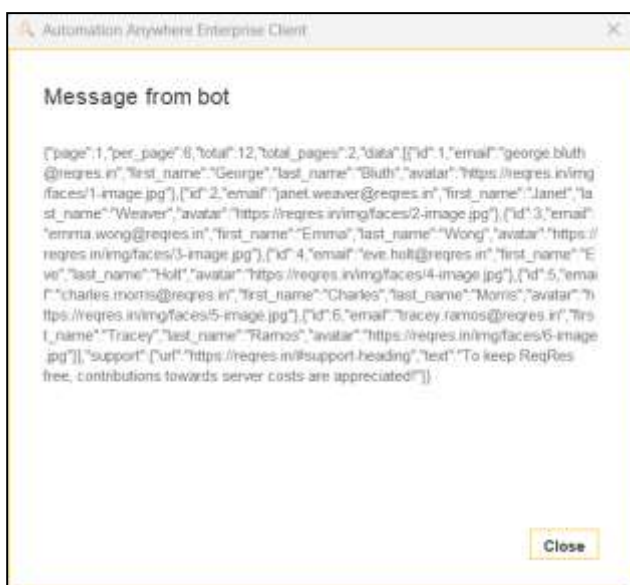 Automation Anywhere Enterprise Client
Message from bot
{"page":1,"per_page":6,"total":12,"total_pages":2,"data":[{"id":1,"email":"george.bluth
@reqres.in","first_name":"George","last_name":"Bluth","avatar":"https://reqres.in/img
/faces/1-image.jpg"},{"id":2,"email":"janet.weaver@reqres.in","first_name":"Janet","la
st_name":"Weaver","avatar":"https://reqres.in/img/faces/2-image.jpg"},{"id":3,"email":
"emma.wong@reqres.in","first_name":"Emma","last_name":"Wong","avatar":"https://
reqres.in/img/faces/3-image.jpg"},{"id":4,"email":"eve.holt@reqres.in","first_name":"E
ve","last_name":"Holt","avatar":"https://reqres.in/img/faces/4-image.jpg"},{"id":5,"emai
l":"charles.morris@reqres.in","first_name":"Charles","last_name":"Morris","avatar":"h
ttps://reqres.in/img/faces/5-image.jpg"},{"id":6,"email":"tracey.ramos@reqres.in","firs
t_name":"Tracey","last_name":"Ramos","avatar":"https://reqres.in/img/faces/6-image
.jpg"}],"support":{"url":"https://reqres.in/#support-heading","text":"To keep ReqRes
free, contributions towards server costs are appreciated!"}}
Close